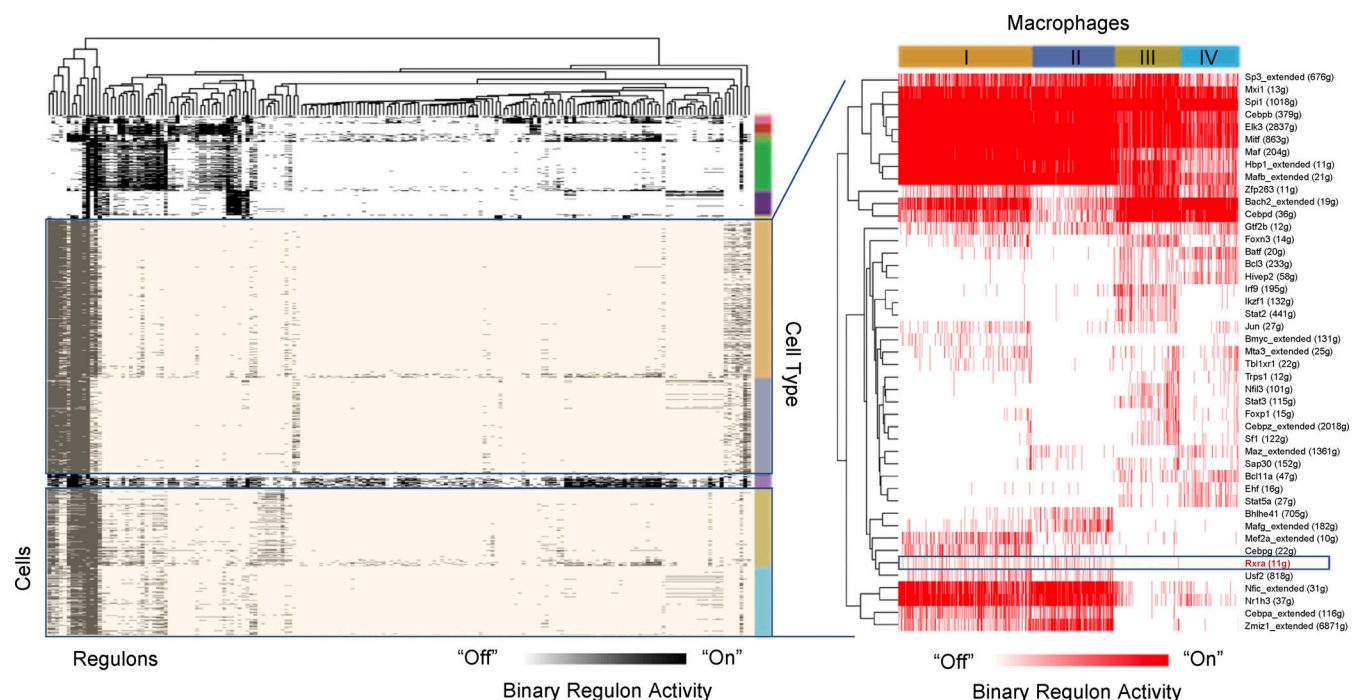 Macrophages
I II III IV
Sp3_extended (676g)
Mxi1 (13g)
Spi1 (1018g)
Cebpb (379g)
Elk3 (2837g)
Mitf (863g)
Maf (204g)
Hbp1_extended (11g)
Mafb_extended (21g)
Zfp263 (11g)
Bach2_extended (19g)
Cebpd (36g)
Gtf2b (12g)
Foxn3 (14g)
Batf (20g)
Bcl3 (233g)
Hivep2 (58g)
Irf9 (195g)
Ikzf1 (132g)
Stat2 (441g)
Jun (27g)
Bmyc_extended (131g)
Mta3_extended (25g)
Tbl1xr1 (22g)
Trps1 (12g)
Nfil3 (101g)
Stat3 (115g)
Foxp1 (15g)
Cebpz_extended (2018g)
Sf1 (122g)
Maz_extended (1361g)
Sap30 (152g)
Bcl11a (47g)
Ehf (16g)
Stat5a (27g)
Bhlhe41 (705g)
Mafg_extended (182g)
Mef2a_extended (10g)
Cebpg (22g)
Rxra (11g)
Usf2 (818g)
Nfic_extended (31g)
Nr1h3 (37g)
Cebpa_extended (116g)
Zmiz1_extended (6871g)
Cell Type
Cells
Regulons
“Off” “On”
Binary Regulon Activity
“Off” “On”
Binary Regulon Activity